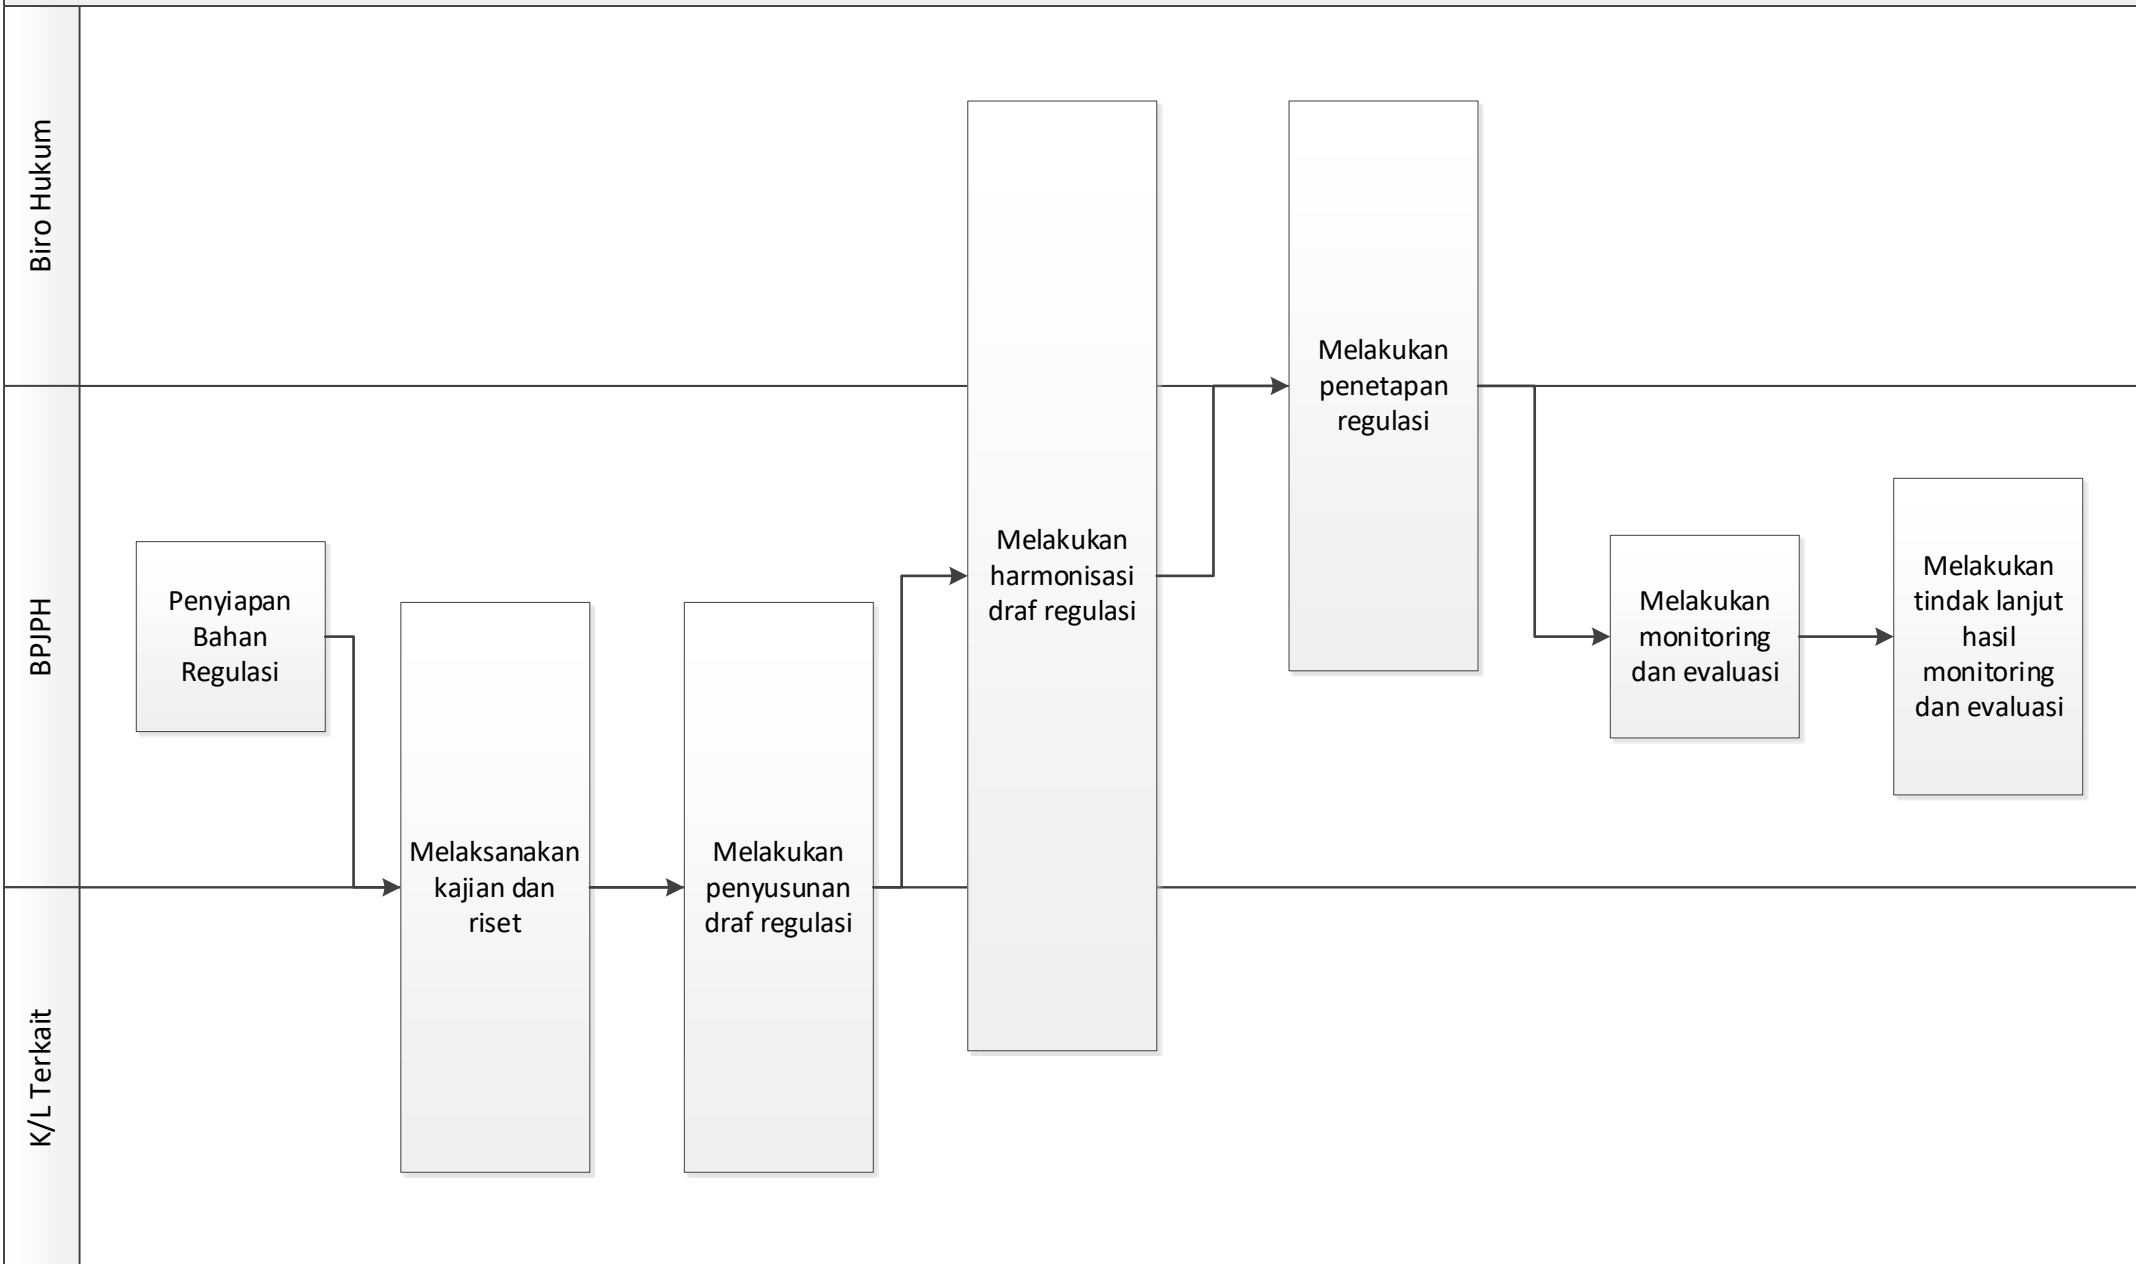 Biro Hukum
BPJPH
K/L Terkait
Penyiapan
Bahan
Regulasi
Melaksanakan
kajian dan
riset
Melakukan
penyusunan
draf regulasi
Melakukan
harmonisasi
draf regulasi
Melakukan
penetapan
regulasi
Melakukan
monitoring
dan evaluasi
Melakukan
tindak lanjut
hasil
monitoring
dan evaluasi